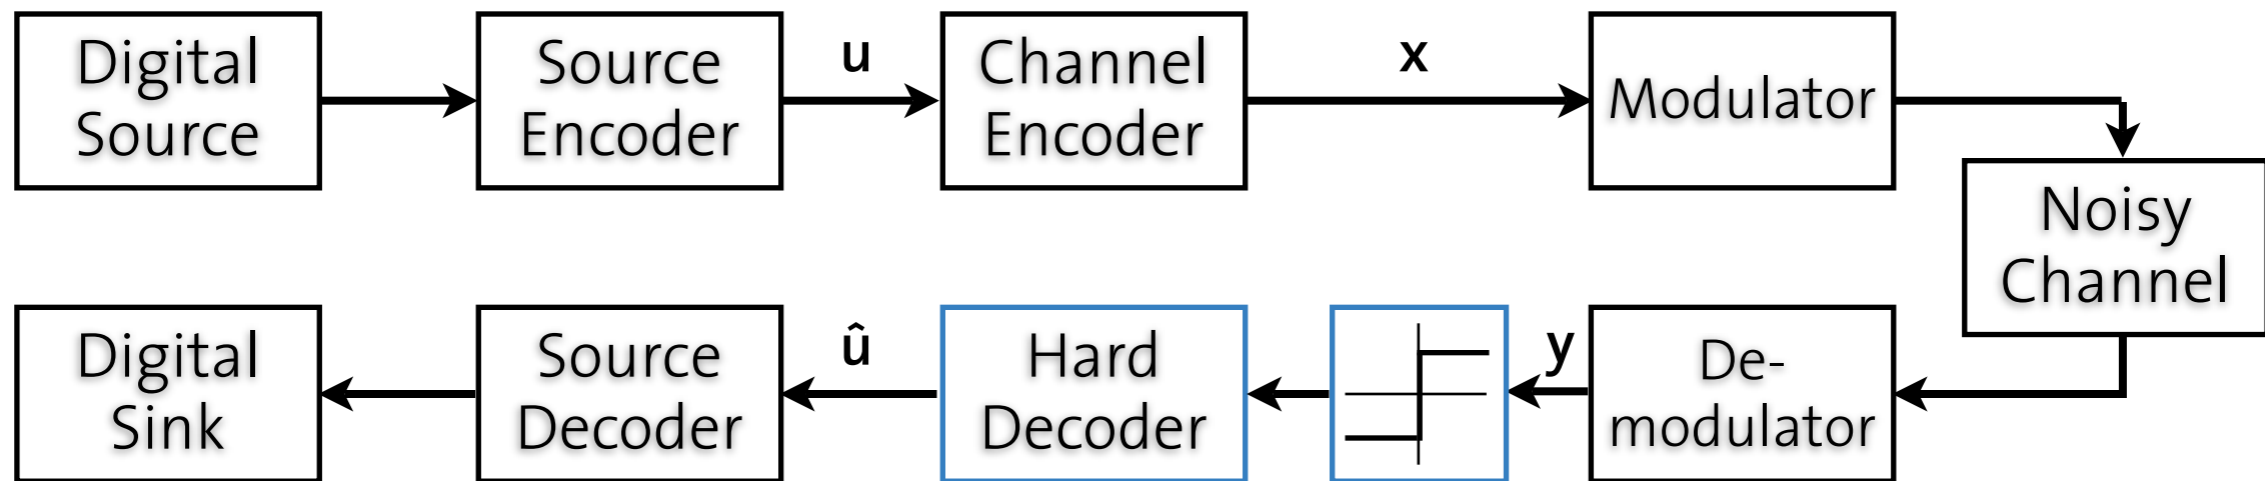 Digital
Source
Source
Encoder
u
Channel
Encoder
x
Modulator
Noisy
Channel
Digital
Sink
Source
Decoder
û
Hard
Decoder
y
De-
modulator